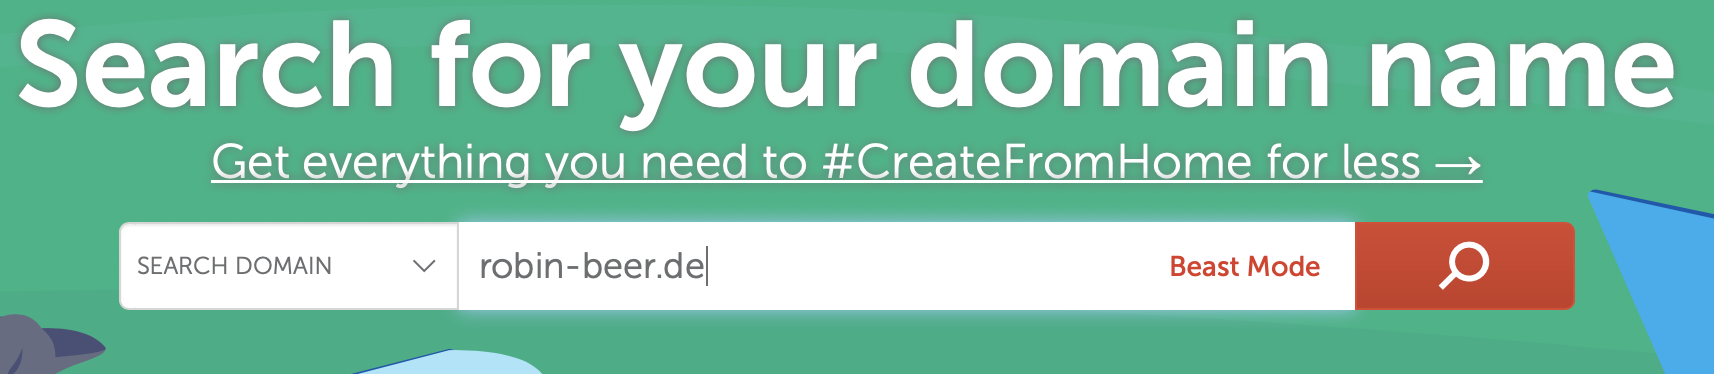 Search for your domain name
Get everything you need to #CreateFromHome for less →
SEARCH DOMAIN robin-beer.de Beast Mode